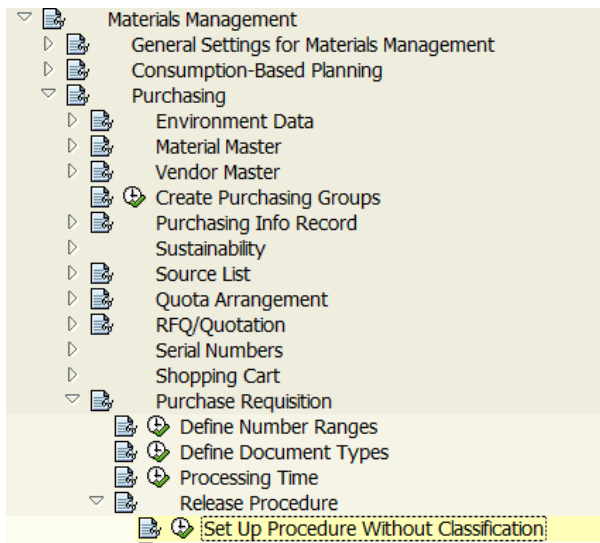 Materials Management
General Settings for Materials Management
Consumption-Based Planning
Purchasing
Environment Data
Material Master
Vendor Master
Create Purchasing Groups
Purchasing Info Record
Sustainability
Source List
Quota Arrangement
RFQ/Quotation
Serial Numbers
Shopping Cart
Purchase Requisition
Define Number Ranges
Define Document Types
Processing Time
Release Procedure
Set Up Procedure Without Classification